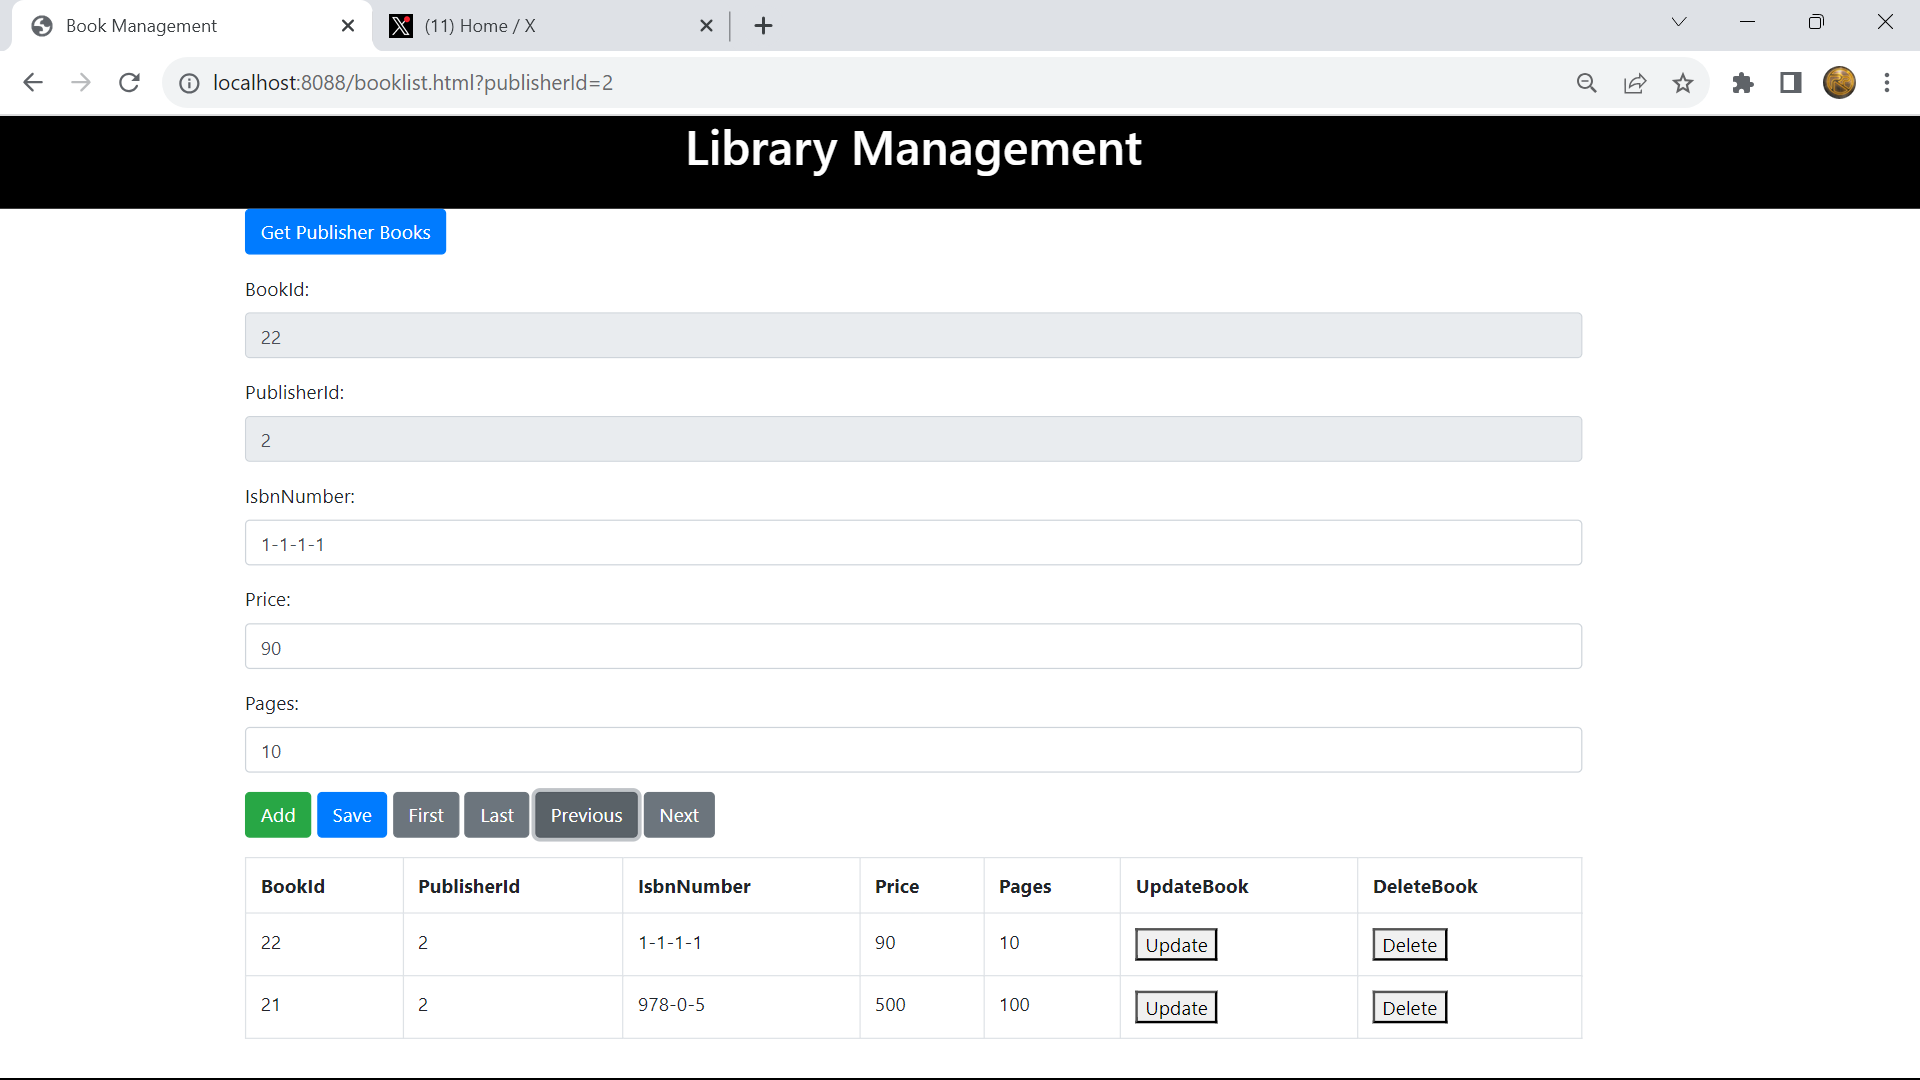 Book Management
(11) Home / X
localhost:8088/booklist.html?publisherId=2
Library Management
Get Publisher Books
BookId:
22
PublisherId:
2
IsbnNumber:
1-1-1-1
Price:
90
Pages:
10
Add Save First Last Previous Next
BookId PublisherId IsbnNumber Price Pages UpdateBook DeleteBook
22 2 1-1-1-1 90 10 Update Delete
21 2 978-0-5 500 100 Update Delete